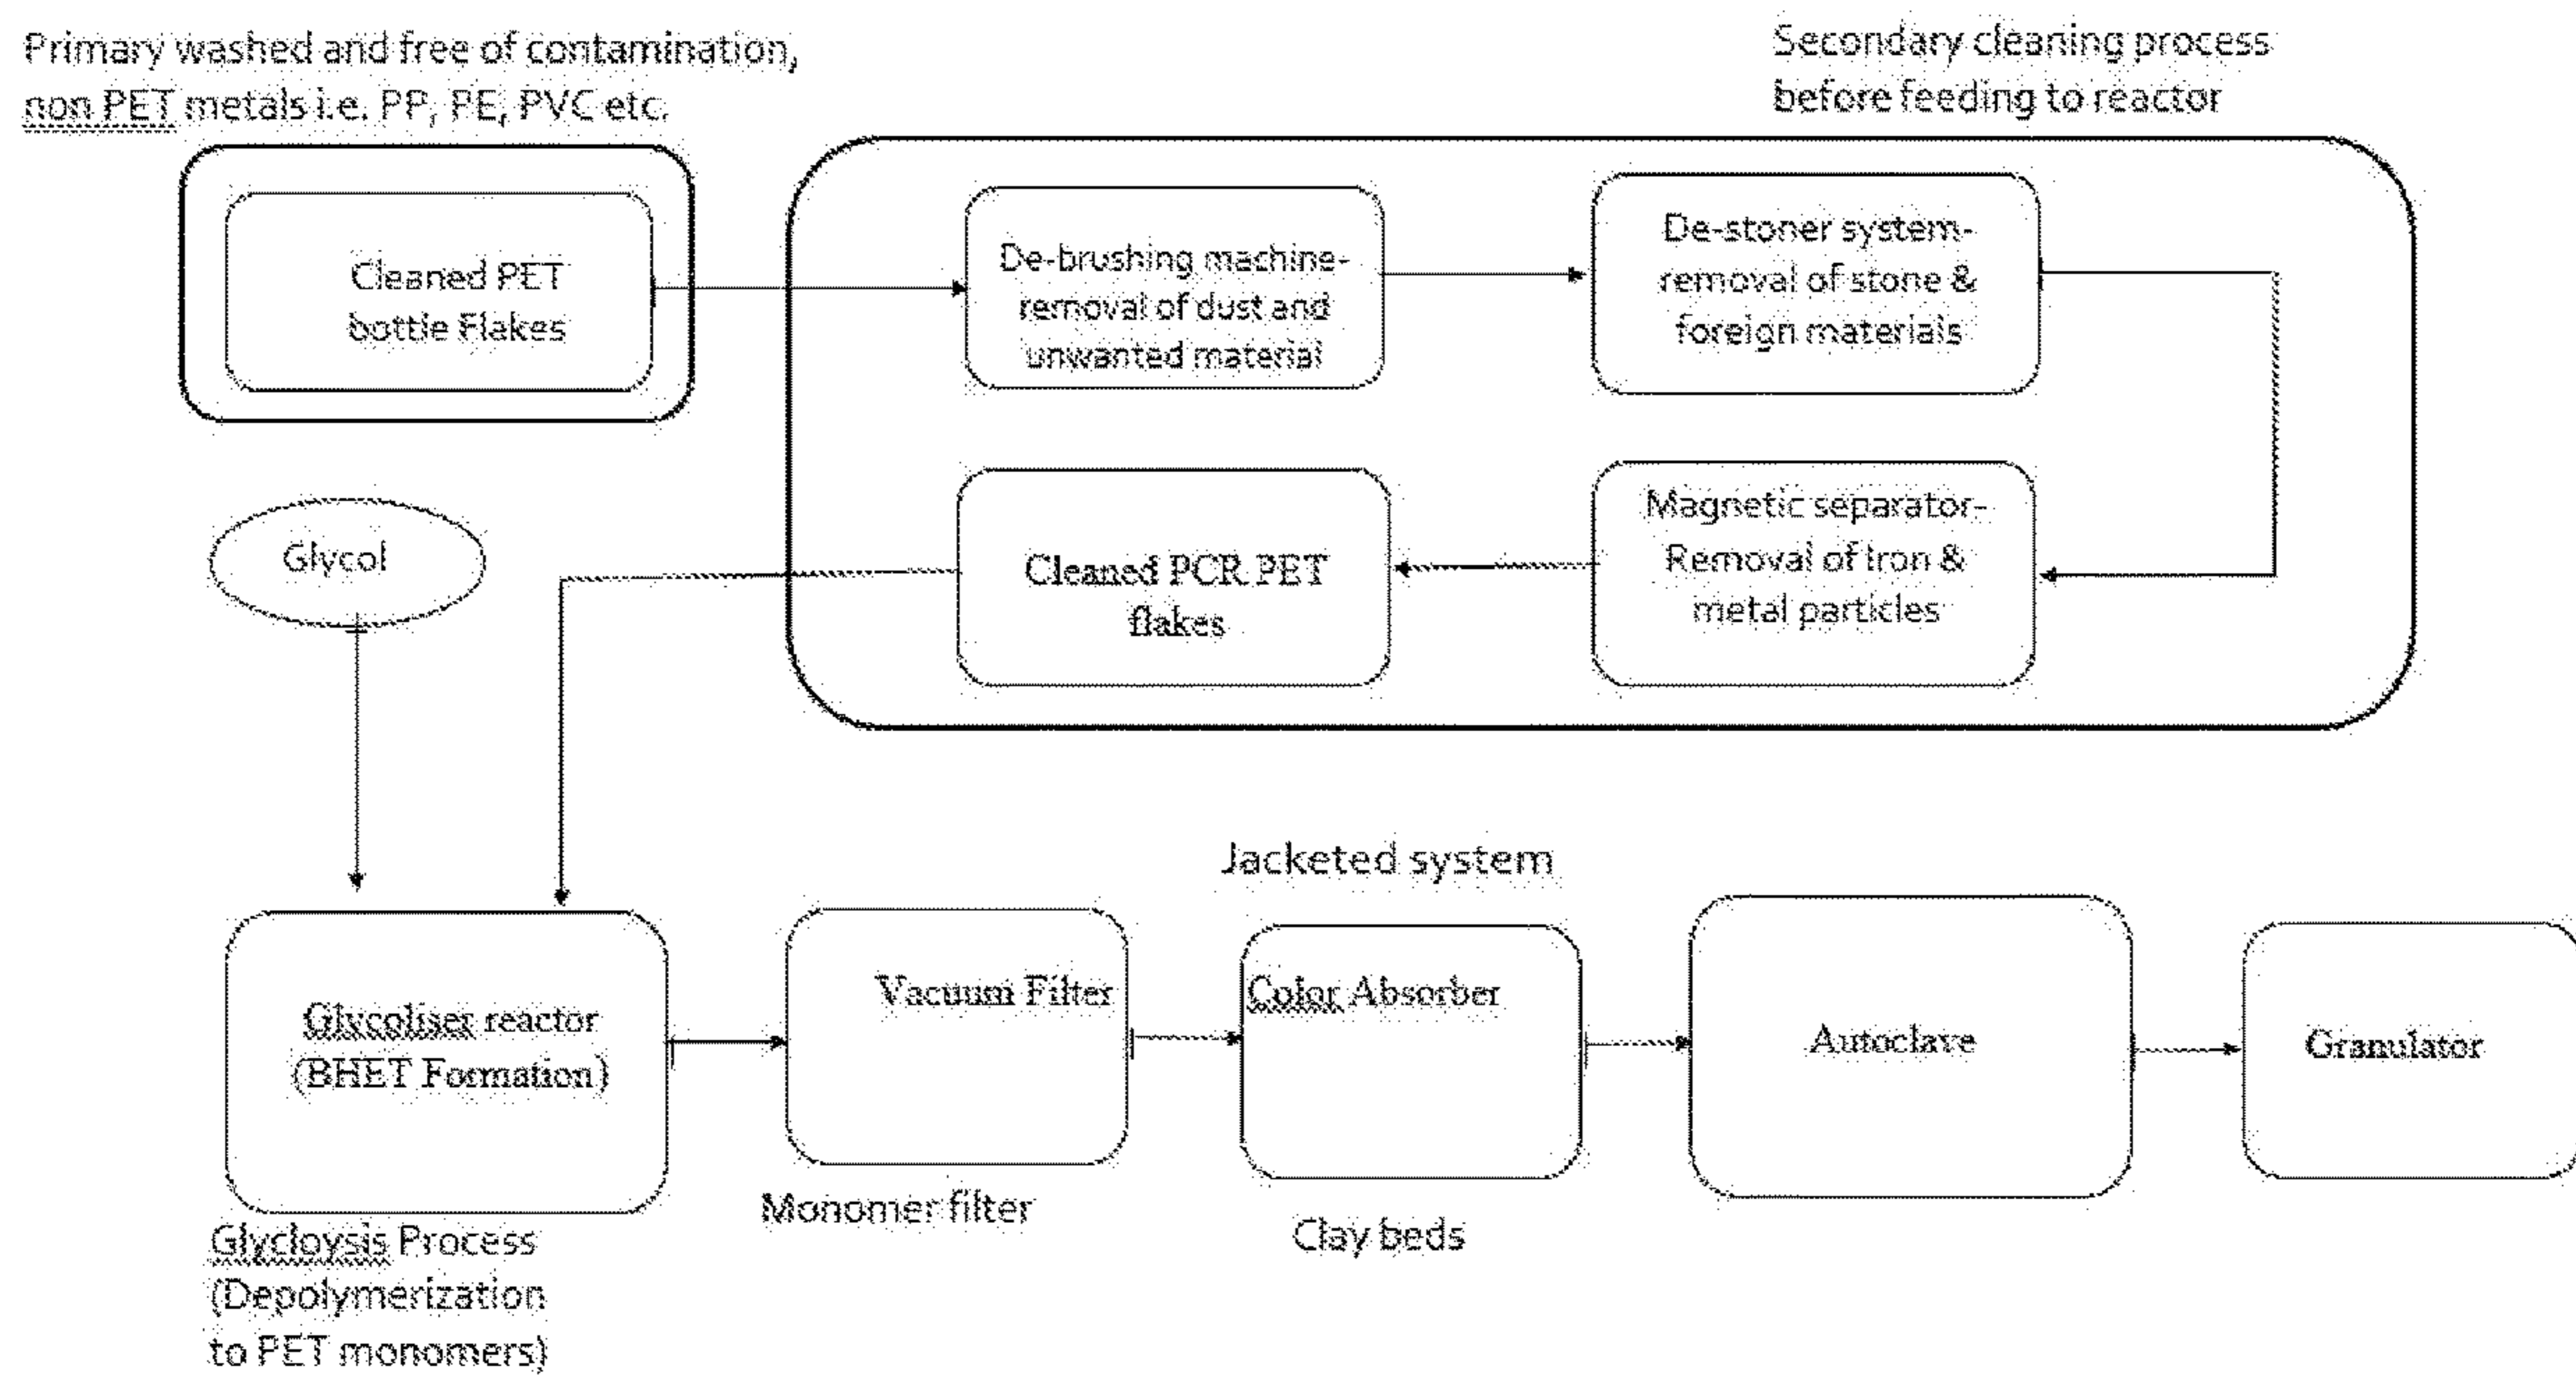 Primary washed and free of contamination,
non PET metals i.e. PP, PE, PVC etc.
Secondary cleaning process
before feeding to reactor
Cleaned PET
bottle Flakes
De-brushing machine-
removal of dust and
unwanted material
De-stoner system-
removal of stone &
foreign materials
Magnetic separator-
Removal of Iron &
metal particles
Cleaned PCR PET
flakes
Glycol
Jacketed system
Glycoliser reactor
(BHET Formation)
Vacuum Filter
Color Absorber
Autoclave
Granulator
Monomer filter
Clay beds
Glycloysis Process
(Depolymerization
to PET monomers)